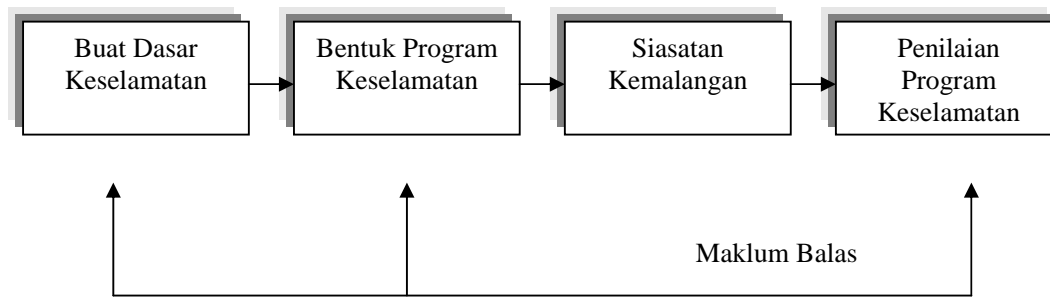 Buat Dasar
Keselamatan
Bentuk Program
Keselamatan
Siasatan
Kemalangan
Penilaian
Program
Keselamatan
Maklum Balas